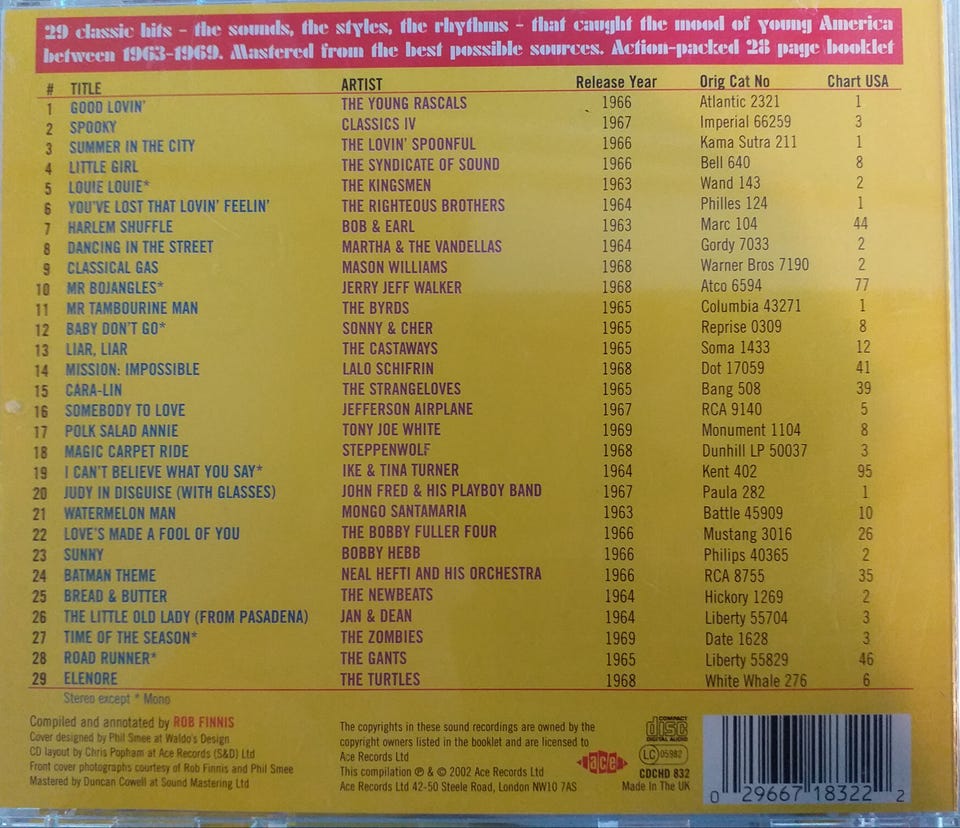 29 classic hits - the sounds, the styles, the rhythms - that caught the mood of young America
between 1963-1969. Mastered from the best possible sources. Action-packed 28 page booklet
# TITLE ARTIST Release Year Orig Cat No Chart USA
1 GOOD LOVIN' THE YOUNG RASCALS 1966 Atlantic 2321 1
2 SPOOKY CLASSICS IV 1967 Imperial 66259 3
3 SUMMER IN THE CITY THE LOVIN' SPOONFUL 1966 Kama Sutra 211 1
4 LITTLE GIRL THE SYNDICATE OF SOUND 1966 Bell 640 8
5 LOUIE LOUIE* THE KINGSMEN 1963 Wand 143 2
6 YOU'VE LOST THAT LOVIN' FEELIN' THE RIGHTEOUS BROTHERS 1964 Philles 124 1
7 HARLEM SHUFFLE BOB & EARL 1963 Marc 104 44
8 DANCING IN THE STREET MARTHA & THE VANDELLAS 1964 Gordy 7033 2
9 CLASSICAL GAS MASON WILLIAMS 1968 Warner Bros 7190 2
10 MR BOJANGLES* JERRY JEFF WALKER 1968 Atco 6594 77
11 MR TAMBOURINE MAN THE BYRDS 1965 Columbia 43271 1
12 BABY DON'T GO* SONNY & CHER 1965 Reprise 0309 8
13 LIAR, LIAR THE CASTAWAYS 1965 Soma 1433 12
14 MISSION: IMPOSSIBLE LALO SCHIFRIN 1968 Dot 17059 41
15 CARA-LIN THE STRANGELOVES 1965 Bang 508 39
16 SOMEBODY TO LOVE JEFFERSON AIRPLANE 1967 RCA 9140 5
17 POLK SALAD ANNIE TONY JOE WHITE 1969 Monument 1104 8
18 MAGIC CARPET RIDE STEPPENWOLF 1968 Dunhill LP 50037 3
19 I CAN'T BELIEVE WHAT YOU SAY* IKE & TINA TURNER 1964 Kent 402 95
20 JUDY IN DISGUISE (WITH GLASSES) JOHN FRED & HIS PLAYBOY BAND 1967 Paula 282 1
21 WATERMELON MAN MONGO SANTAMARIA 1963 Battle 45909 10
22 LOVE'S MADE A FOOL OF YOU THE BOBBY FULLER FOUR 1966 Mustang 3016 26
23 SUNNY BOBBY HEBB 1966 Philips 40365 2
24 BATMAN THEME NEAL HEFTI AND HIS ORCHESTRA 1966 RCA 8755 35
25 BREAD & BUTTER THE NEWBEATS 1964 Hickory 1269 2
26 THE LITTLE OLD LADY (FROM PASADENA) JAN & DEAN 1964 Liberty 55704 3
27 TIME OF THE SEASON* THE ZOMBIES 1969 Date 1628 3
28 ROAD RUNNER* THE GANTS 1965 Liberty 55829 46
29 ELENORE THE TURTLES 1968 White Whale 276 6
Stereo except * Mono
Compiled and annotated by ROB FINNIS
Cover designed by Phil Smee at Waldo's Design
CD layout by Chris Popham at Ace Records (S&D) Ltd
Front cover photographs courtesy of Rob Finnis and Phil Smee
Mastered by Duncan Cowell at Sound Mastering Ltd
The copyrights in these sound recordings are owned by the
copyright owners listed in the booklet and are licensed to
Ace Records Ltd
This compilation ℗ & © 2002 Ace Records Ltd
Ace Records Ltd 42-50 Steele Road, London NW10 7AS
ace
COMPACT
disc
DIGITAL AUDIO
LC 05982
CDCHD 832
Made In The UK
0 29667 18322 2